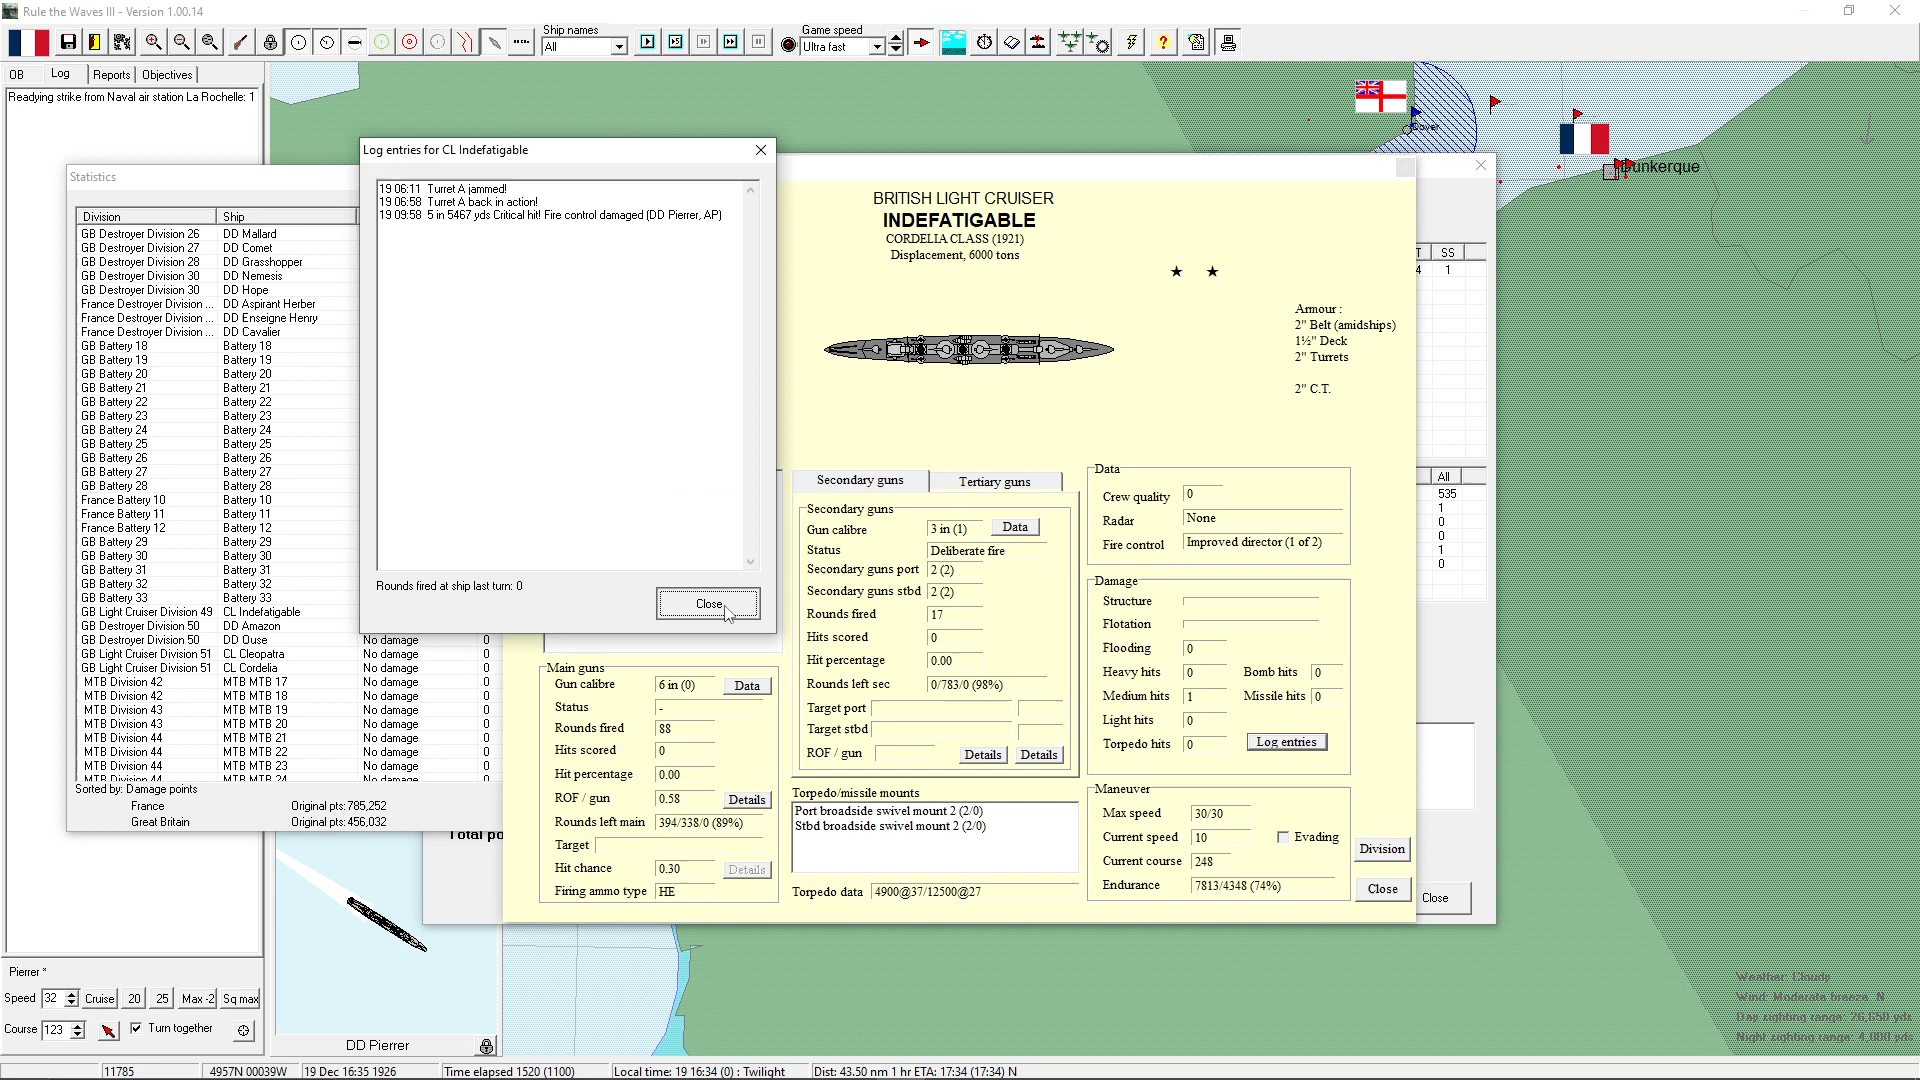 Rule the Waves III - Version 1.00.14
Ship names
All
Game speed
Ultra fast
OB
Log
Reports
Objectives
Readying strike from Naval air station La Rochelle: 1
Dover
Dunkerque
Statistics
Division
Ship
GB Destroyer Division 26 DD Mallard
GB Destroyer Division 27 DD Comet
GB Destroyer Division 28 DD Grasshopper
GB Destroyer Division 30 DD Nemesis
GB Destroyer Division 30 DD Hope
France Destroyer Division ... DD Aspirant Herber
France Destroyer Division ... DD Enseigne Henry
France Destroyer Division ... DD Cavalier
GB Battery 18 Battery 18
GB Battery 19 Battery 19
GB Battery 20 Battery 20
GB Battery 21 Battery 21
GB Battery 22 Battery 22
GB Battery 23 Battery 23
GB Battery 24 Battery 24
GB Battery 25 Battery 25
GB Battery 26 Battery 26
GB Battery 27 Battery 27
GB Battery 28 Battery 28
France Battery 10 Battery 10
France Battery 11 Battery 11
France Battery 12 Battery 12
GB Battery 29 Battery 29
GB Battery 30 Battery 30
GB Battery 31 Battery 31
GB Battery 32 Battery 32
GB Battery 33 Battery 33
GB Light Cruiser Division 49 CL Indefatigable
GB Destroyer Division 50 DD Amazon
GB Destroyer Division 50 DD Ouse No damage 0
GB Light Cruiser Division 51 CL Cleopatra No damage 0
GB Light Cruiser Division 51 CL Cordelia No damage 0
MTB Division 42 MTB MTB 17 No damage 0
MTB Division 42 MTB MTB 18 No damage 0
MTB Division 43 MTB MTB 19 No damage 0
MTB Division 43 MTB MTB 20 No damage 0
MTB Division 44 MTB MTB 21 No damage 0
MTB Division 44 MTB MTB 22 No damage 0
MTB Division 44 MTB MTB 23 No damage 0
MTB Division 44 MTB MTB 24 No damage 0
Sorted by: Damage points
France Original pts: 785,252
Great Britain Original pts: 456,032
Log entries for CL Indefatigable
19 06:11 Turret A jammed!
19 06:58 Turret A back in action!
19 09:58 5 in 5467 yds Critical hit! Fire control damaged (DD Pierrer, AP)
Rounds fired at ship last turn: 0
Close
BRITISH LIGHT CRUISER
INDEFATIGABLE
CORDELIA CLASS (1921)
Displacement, 6000 tons
★ ★
Armour :
2" Belt (amidships)
1½" Deck
2" Turrets
2" C.T.
Main guns
Gun calibre 6 in (0) Data
Status -
Rounds fired 88
Hits scored 0
Hit percentage 0.00
ROF / gun 0.58 Details
Rounds left main 394/338/0 (89%)
Target
Hit chance 0.30 Details
Firing ammo type HE
Secondary guns
Tertiary guns
Secondary guns
Gun calibre 3 in (1) Data
Status Deliberate fire
Secondary guns port 2 (2)
Secondary guns stbd 2 (2)
Rounds fired 17
Hits scored 0
Hit percentage 0.00
Rounds left sec 0/783/0 (98%)
Target port
Target stbd
ROF / gun Details Details
Torpedo/missile mounts
Port broadside swivel mount 2 (2/0)
Stbd broadside swivel mount 2 (2/0)
Torpedo data 4900@37/12500@27
Data
Crew quality 0
Radar None
Fire control Improved director (1 of 2)
Damage
Structure
Flotation
Flooding 0
Heavy hits 0 Bomb hits 0
Medium hits 1 Missile hits 0
Light hits 0
Torpedo hits 0 Log entries
Maneuver
Max speed 30/30
Current speed 10 Evading
Current course 248
Endurance 7813/4348 (74%)
Division
Close
T SS
4 1
All
535
1
0
0
1
0
Close
Total po
Pierrer *
Speed 32 Cruise 20 25 Max -2 Sq max
Course 123 Turn together
DD Pierrer
Weather: Cloudy
Wind: Moderate breeze N
Day sighting range: 26,650 yds
Night sighting range: 4,000 yds
11785
4957N 00039W
19 Dec 16:35 1926
Time elapsed 1520 (1100)
Local time: 19 16:34 (0) : Twilight
Dist: 43.50 nm 1 hr ETA: 17:34 (17:34) N